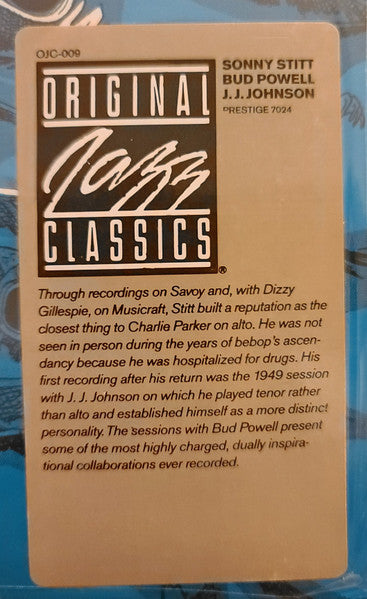 OJC-009
ORIGINAL
Jazz
CLASSICS
®
SONNY STITT
BUD POWELL
J.J. JOHNSON
PRESTIGE 7024
Through recordings on Savoy and, with Dizzy
Gillespie, on Musicraft, Stitt built a reputation as the
closest thing to Charlie Parker on alto. He was not
seen in person during the years of bebop's ascen-
dancy because he was hospitalized for drugs. His
first recording after his return was the 1949 session
with J. J. Johnson on which he played tenor rather
than alto and established himself as a more distinct
personality. The sessions with Bud Powell present
some of the most highly charged, dually inspira-
tional collaborations ever recorded.